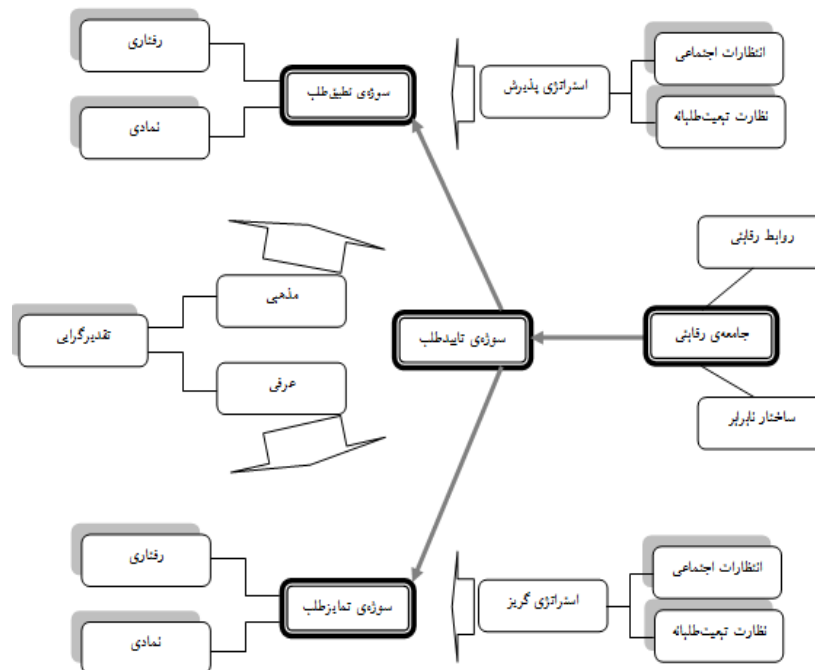 انتظارات اجتماعی
استراتژی پذیرش
نظارت تبعیت‌طلبانه
سوژه‌ی تطبق‌طلب
رفتاری
نمادی
روابط رقابتی
جامعه‌ی رقابتی
ساختار نابرابر
سوژه‌ی تاییدطلب
مذهبی
عرفی
تقدیرگرایی
انتظارات اجتماعی
استراتژی گریز
نظارت تبعیت‌طلبانه
سوژه‌ی تمایزطلب
رفتاری
نمادی